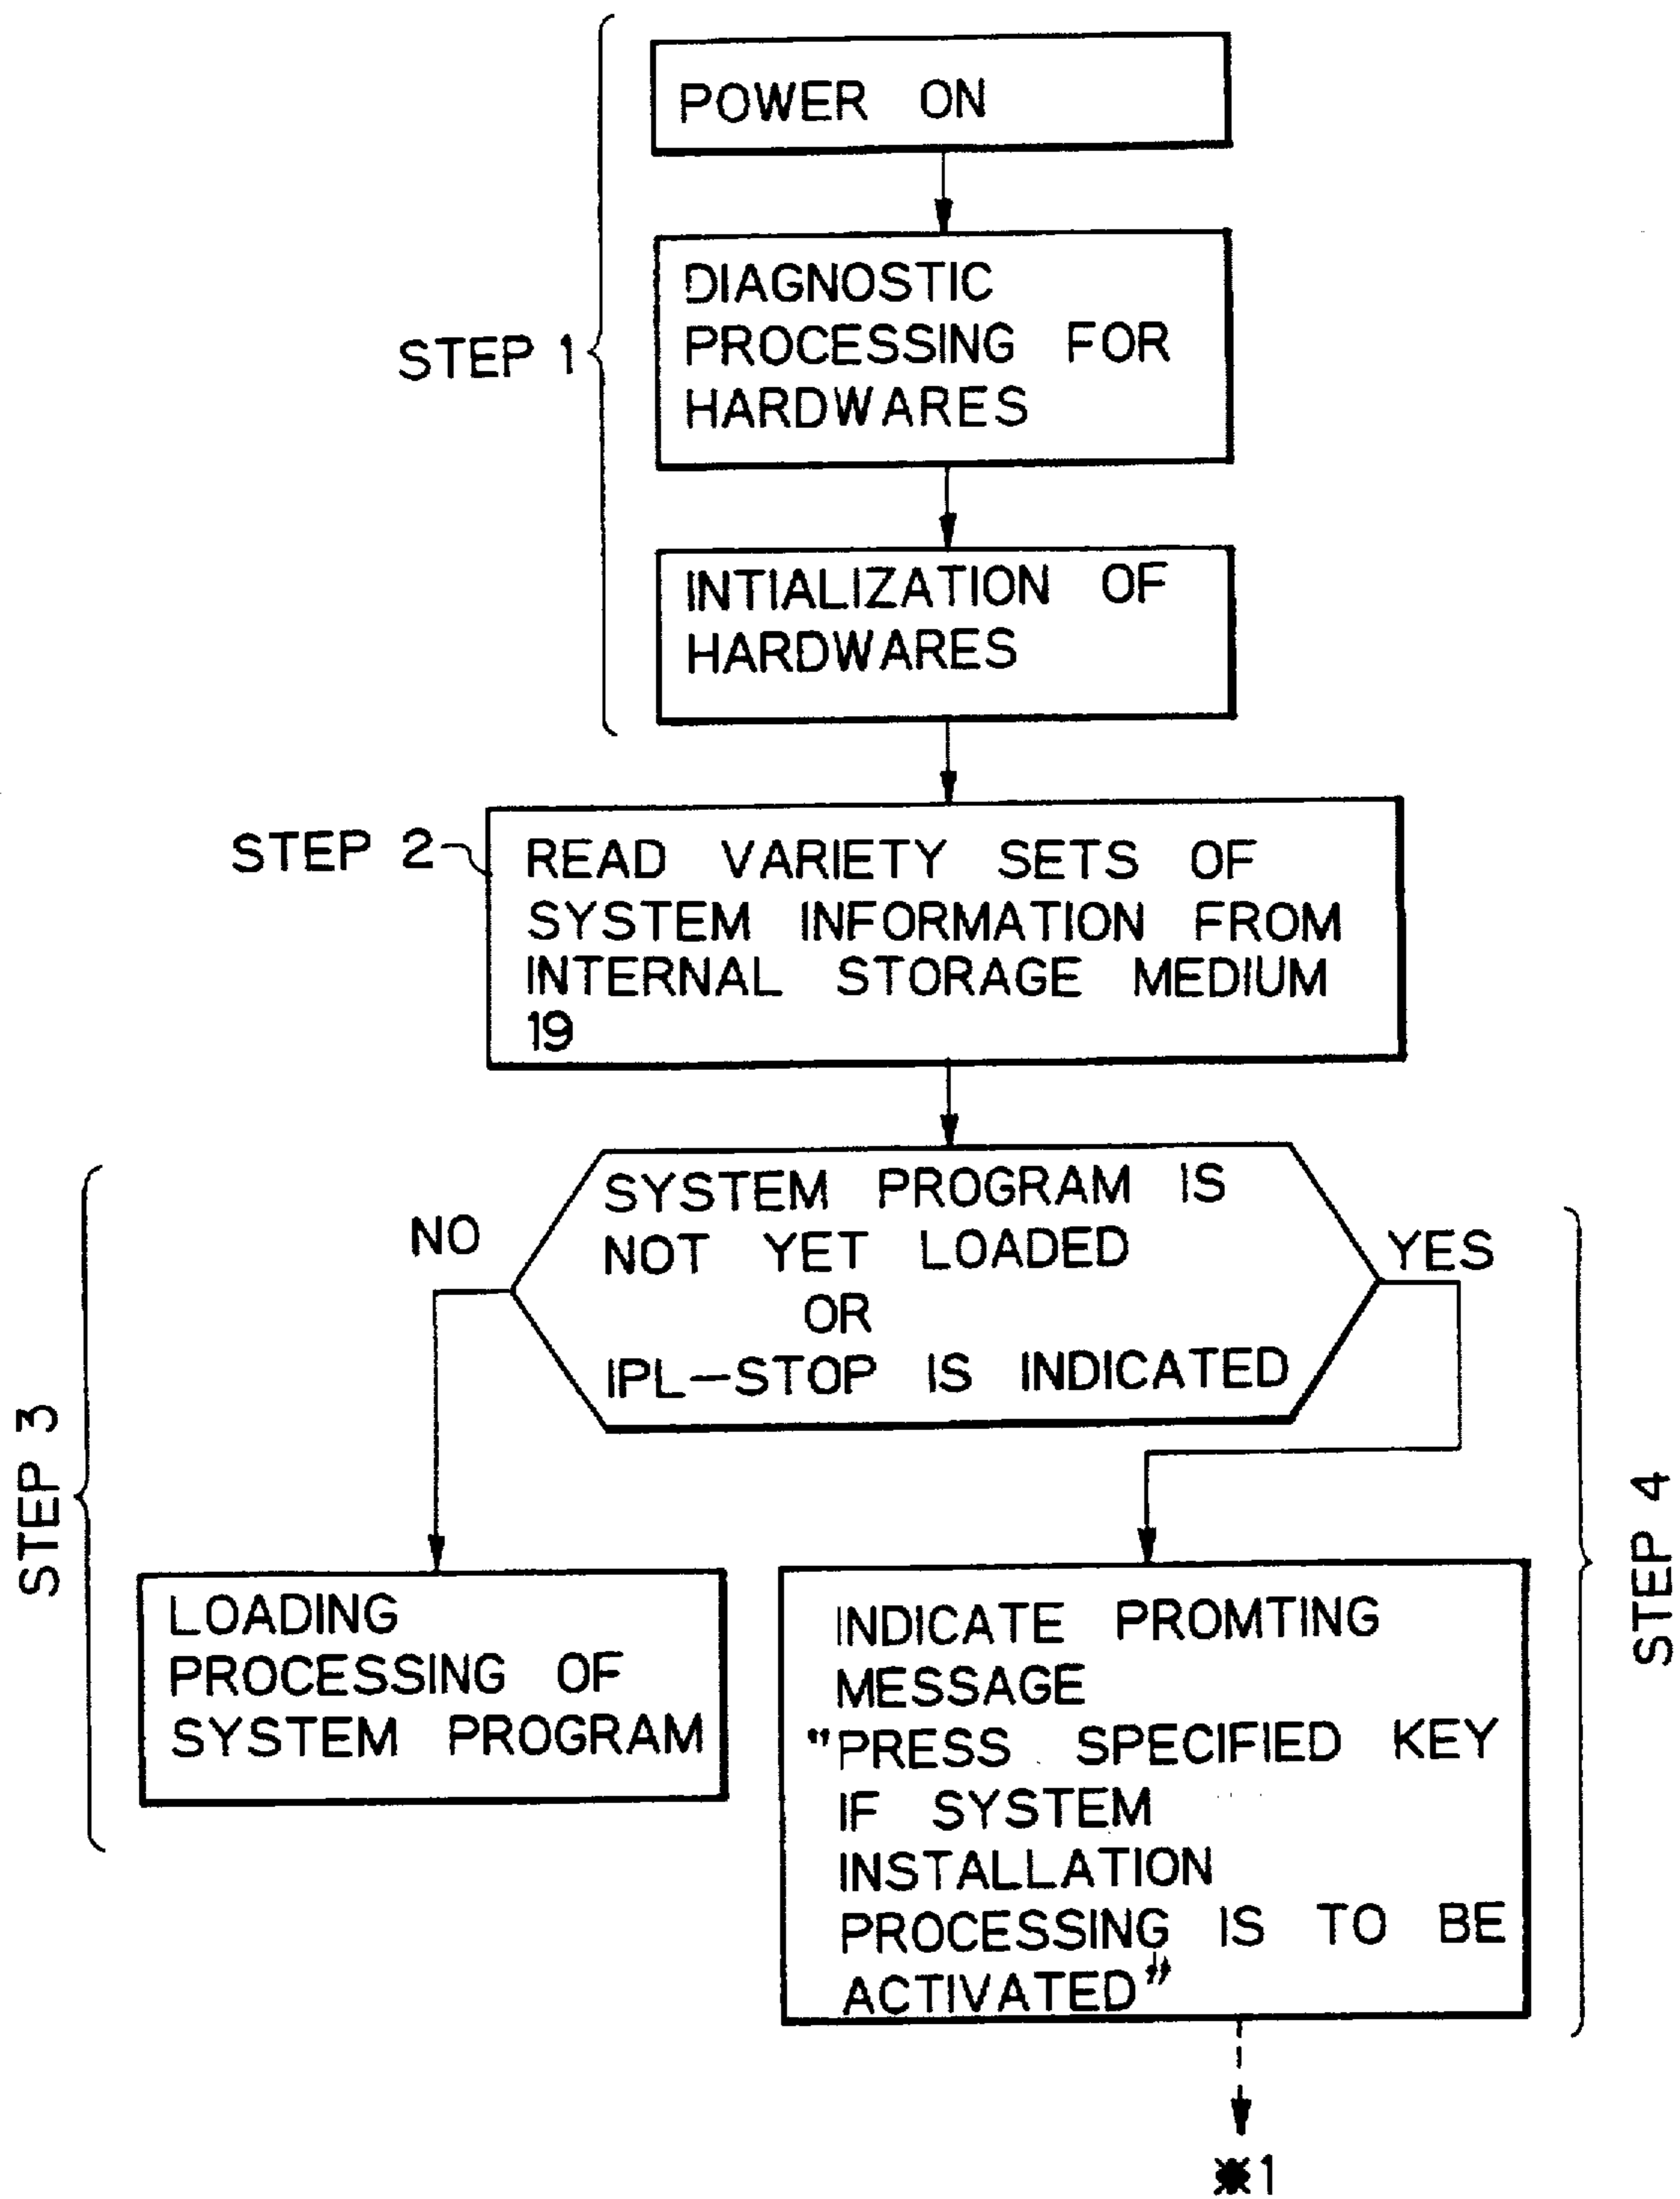 POWER ON
DIAGNOSTIC
PROCESSING FOR
HARDWARES
STEP 1
INTIALIZATION OF
HARDWARES
STEP 2
READ VARIETY SETS OF
SYSTEM INFORMATION FROM
INTERNAL STORAGE MEDIUM
19
SYSTEM PROGRAM IS
NOT YET LOADED
OR
IPL-STOP IS INDICATED
NO
YES
STEP 3
LOADING
PROCESSING OF
SYSTEM PROGRAM
STEP 4
INDICATE PROMTING
MESSAGE
"PRESS SPECIFIED KEY
IF SYSTEM
INSTALLATION
PROCESSING IS TO BE
ACTIVATED"
※1